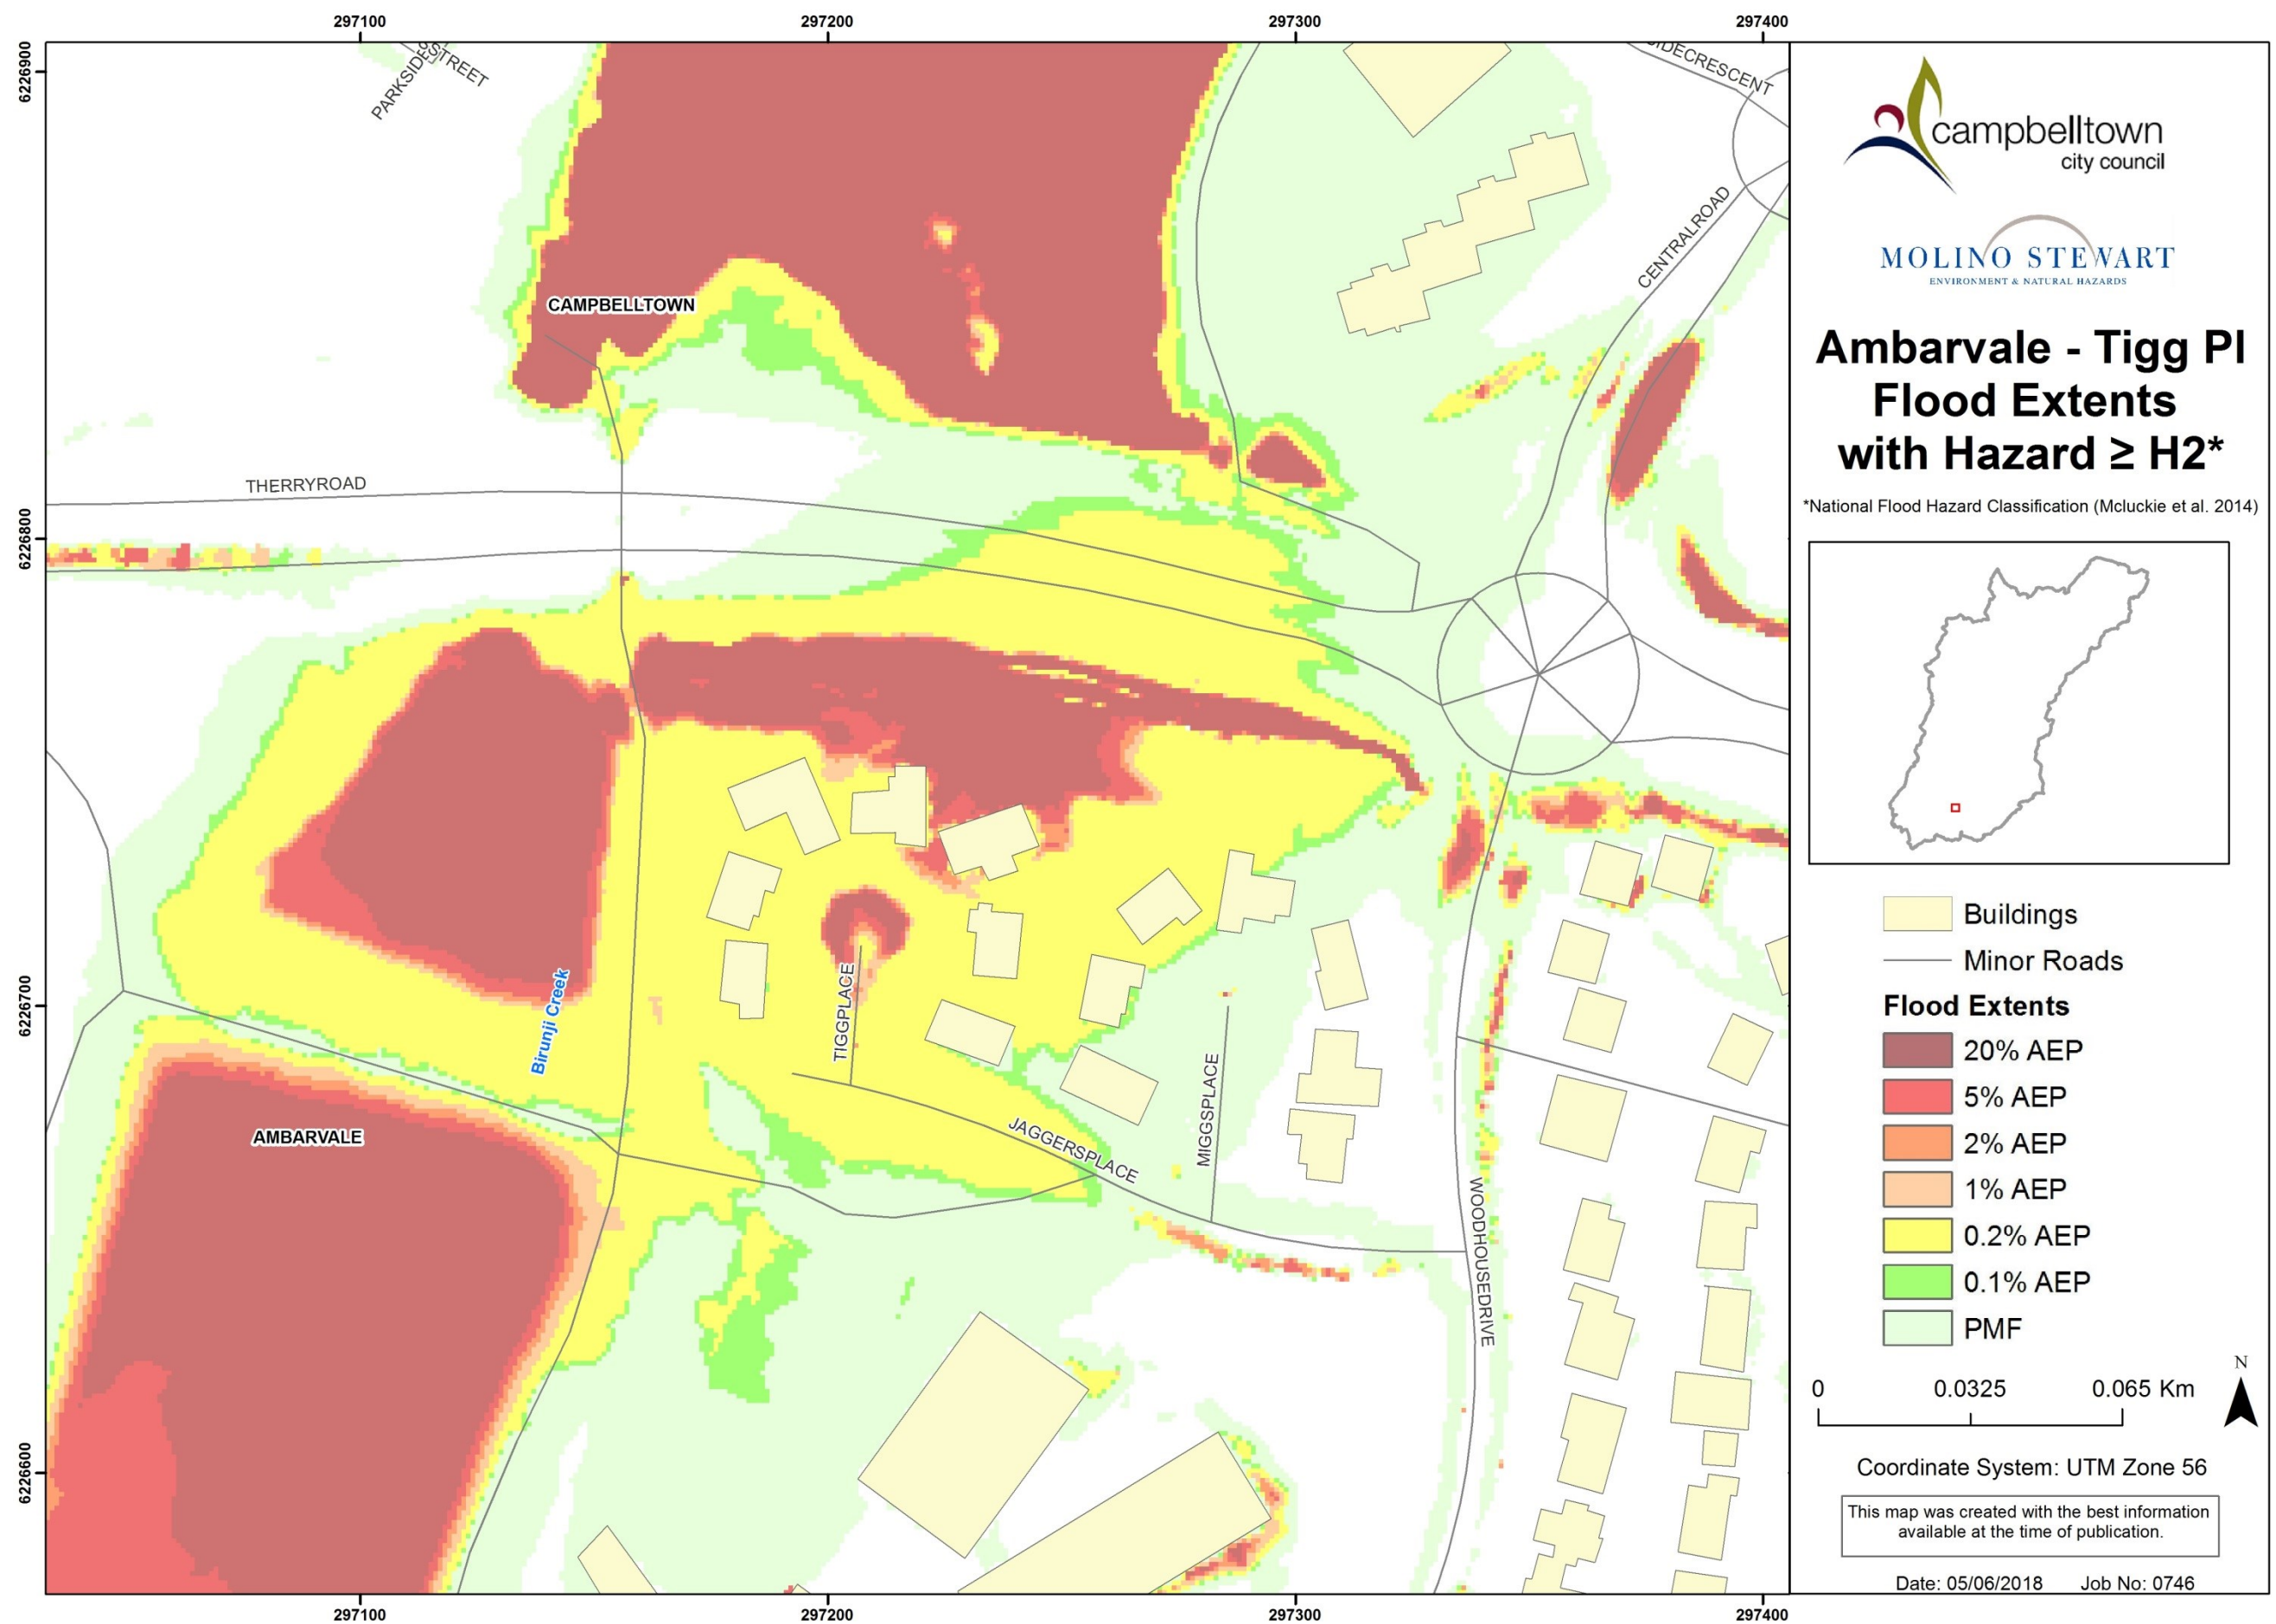 297100
297200
297300
297400
6226900
6226800
6226700
6226600
PARKSIDE
STREET
IDECRESCENT
CENTRALROAD
CAMPBELLTOWN
THERRYROAD
Birunji Creek
TIGGPLACE
AMBARVALE
JAGGERSPLACE
MIGGSPLACE
WOODHOUSEDRIVE
297100
297200
297300
297400
campbelltown
city council
MOLINO STEWART
ENVIRONMENT & NATURAL HAZARDS
Ambarvale - Tigg Pl
Flood Extents
with Hazard ≥ H2*
*National Flood Hazard Classification (Mcluckie et al. 2014)
Buildings
Minor Roads
Flood Extents
20% AEP
5% AEP
2% AEP
1% AEP
0.2% AEP
0.1% AEP
PMF
N
0 0.0325 0.065 Km
Coordinate System: UTM Zone 56
This map was created with the best information
available at the time of publication.
Date: 05/06/2018 Job No: 0746